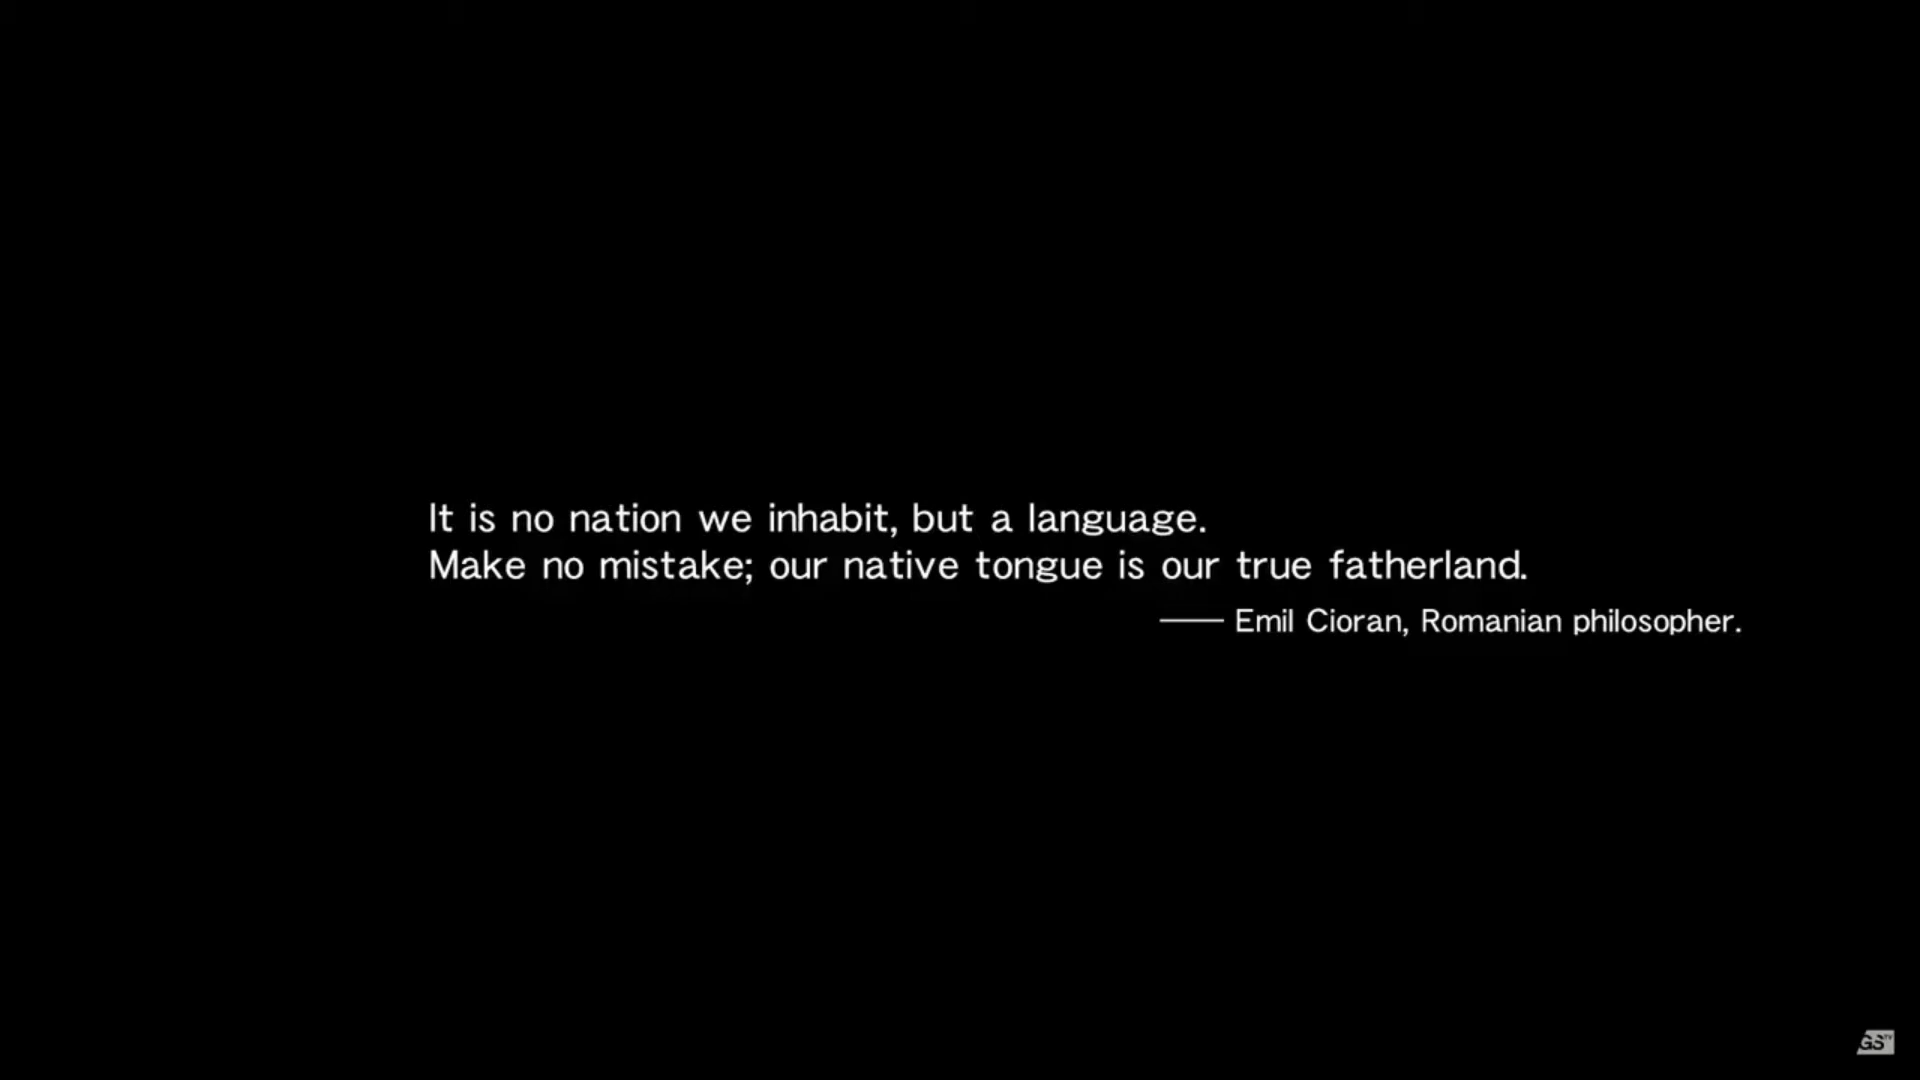 It is no nation we inhabit, but a language.
Make no mistake; our native tongue is our true fatherland.
—— Emil Cioran, Romanian philosopher.
GSTV